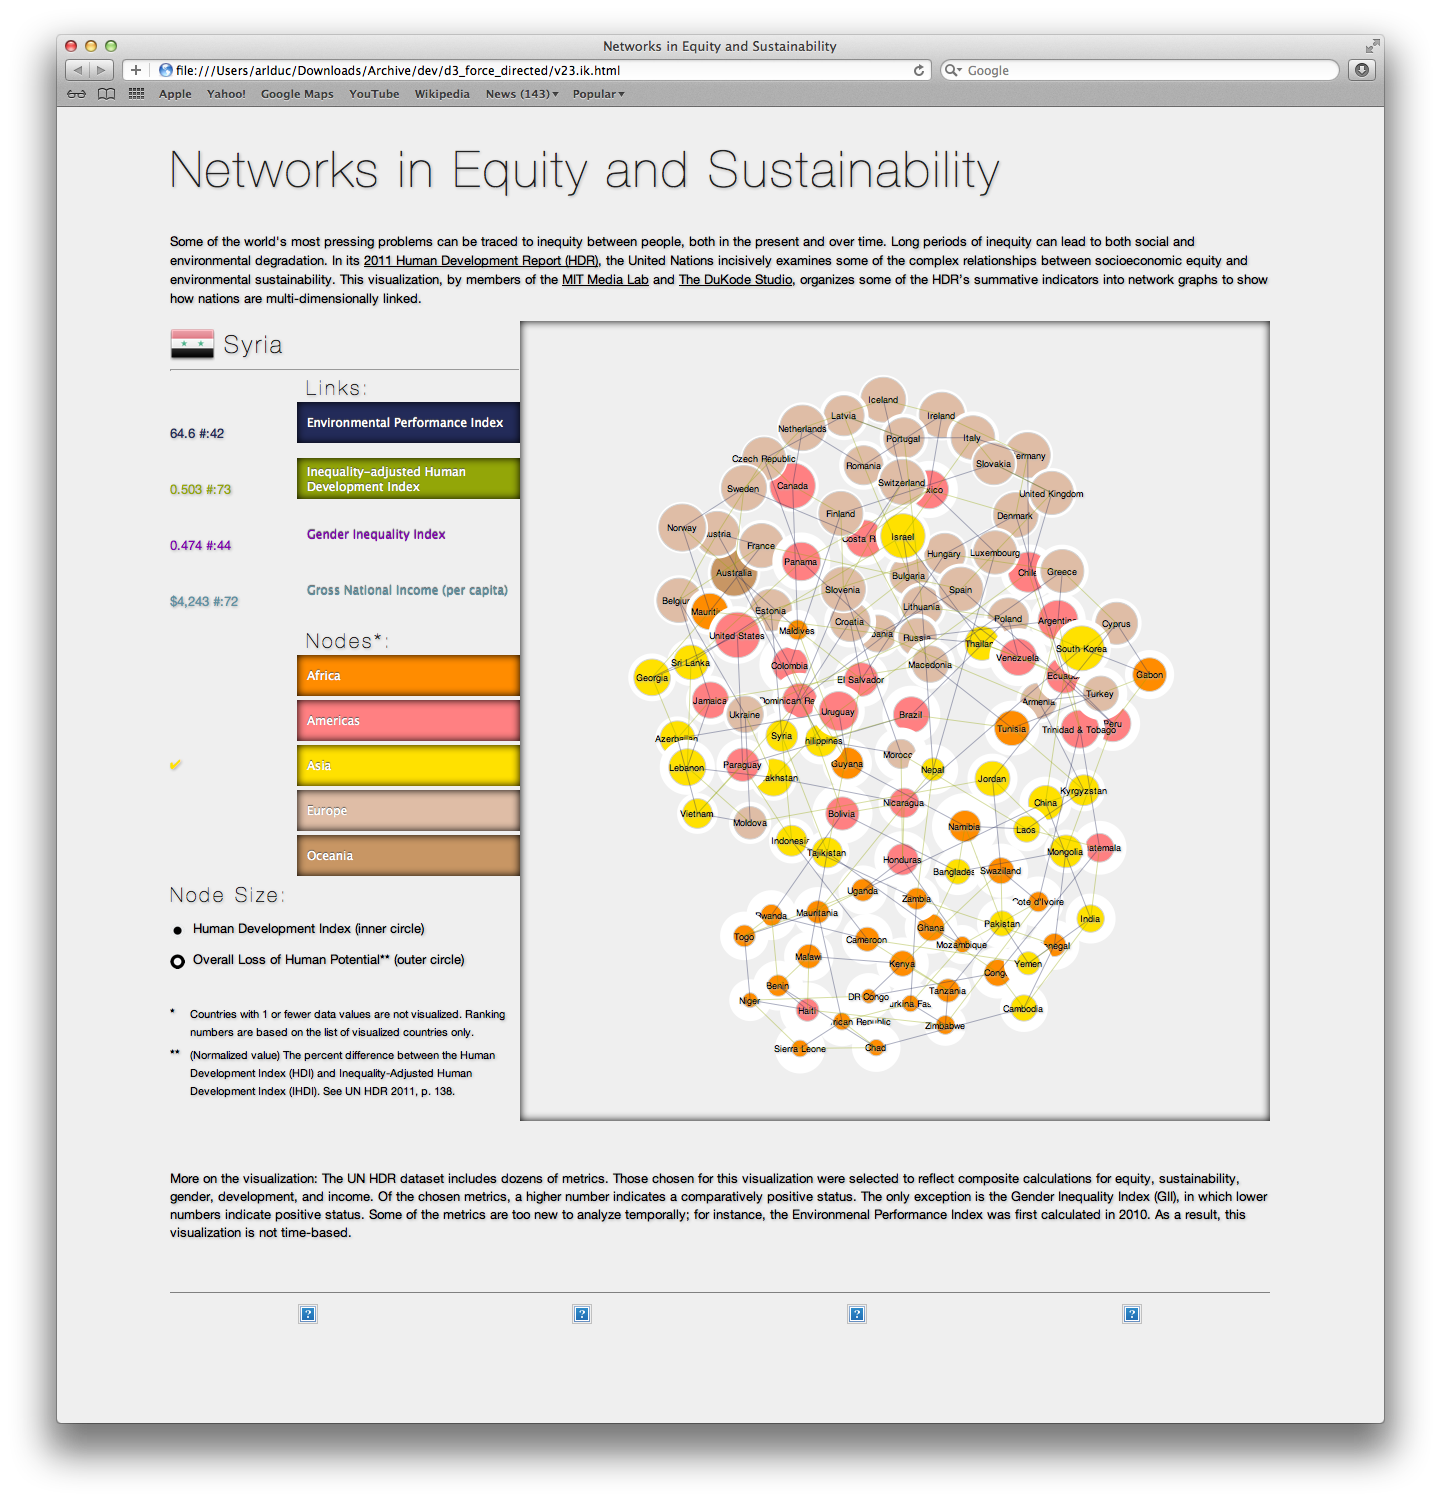 Networks in Equity and Sustainability
file:///Users/arlduc/Downloads/Archive/dev/d3_force_directed/v23.ik.html
Google
Apple Yahoo! Google Maps YouTube Wikipedia News (143) Popular
Networks in Equity and Sustainability
Some of the world's most pressing problems can be traced to inequity between people, both in the present and over time. Long periods of inequity can lead to both social and
environmental degradation. In its 2011 Human Development Report (HDR), the United Nations incisively examines some of the complex relationships between socioeconomic equity and
environmental sustainability. This visualization, by members of the MIT Media Lab and The DuKode Studio, organizes some of the HDR's summative indicators into network graphs to show
how nations are multi-dimensionally linked.
Syria
Links:
64.6 #:42
Environmental Performance Index
0.503 #:73
Inequality-adjusted Human
Development Index
0.474 #:44
Gender Inequality Index
$4,243 #:72
Gross National Income (per capita)
Nodes*:
Africa
Americas
Asia
Europe
Oceania
Node Size:
Human Development Index (inner circle)
Overall Loss of Human Potential** (outer circle)
* Countries with 1 or fewer data values are not visualized. Ranking
numbers are based on the list of visualized countries only.
** (Normalized value) The percent difference between the Human
Development Index (HDI) and Inequality-Adjusted Human
Development Index (IHDI). See UN HDR 2011, p. 138.
Iceland
Latvia
Ireland
Netherlands
Portugal
Italy
Czech Republic
Romania
Slovakia
ermany
Sweden
Canada
Switzerland
xico
United Kingdom
Norway
Finland
Denmark
ustria
France
Costa R
Israel
Hungary
Luxembourg
Panama
Australia
Slovenia
Bulgaria
Spain
Chile
Greece
Belgiur
Mauriti
Estonia
Croatia
Lithuania
Poland
Argentina
Cyprus
United States
Maldives
bania
Russia
Thailan
Venezuela
South Korea
Georgia
Sri Lanka
Colombia
El Salvador
Macedonia
Ecuad
Gabon
Jamaica
Dominican Re
Uruguay
Brazil
Armenia
Turkey
Ukraine
Tunisia
Trinidad & Tobago
Peru
Azerbaijan
Syria
hilippines
Lebanon
Paraguay
akhstan
Guyana
Morocc
Nepal
Jordan
Kyrgyzstan
Vietnam
Moldova
Bolivia
Nicaragua
China
Namibia
Laos
Indonesia
Tajikistan
Honduras
Mongolia
atemala
Bangladesh
Swaziland
Uganda
Zambia
Cote d'Ivoire
Rwanda
Mauritania
Togo
Cameroon
Ghana
Mozambique
Pakistan
India
enegal
Malawi
Kenya
Congo
Yemen
Benin
Niger
Haiti
DR Congo
urkina Fas
Tanzania
Cambodia
rican Republic
Zimbabwe
Sierra Leone
Chad
More on the visualization: The UN HDR dataset includes dozens of metrics. Those chosen for this visualization were selected to reflect composite calculations for equity, sustainability,
gender, development, and income. Of the chosen metrics, a higher number indicates a comparatively positive status. The only exception is the Gender Inequality Index (GII), in which lower
numbers indicate positive status. Some of the metrics are too new to analyze temporally; for instance, the Environmenal Performance Index was first calculated in 2010. As a result, this
visualization is not time-based.